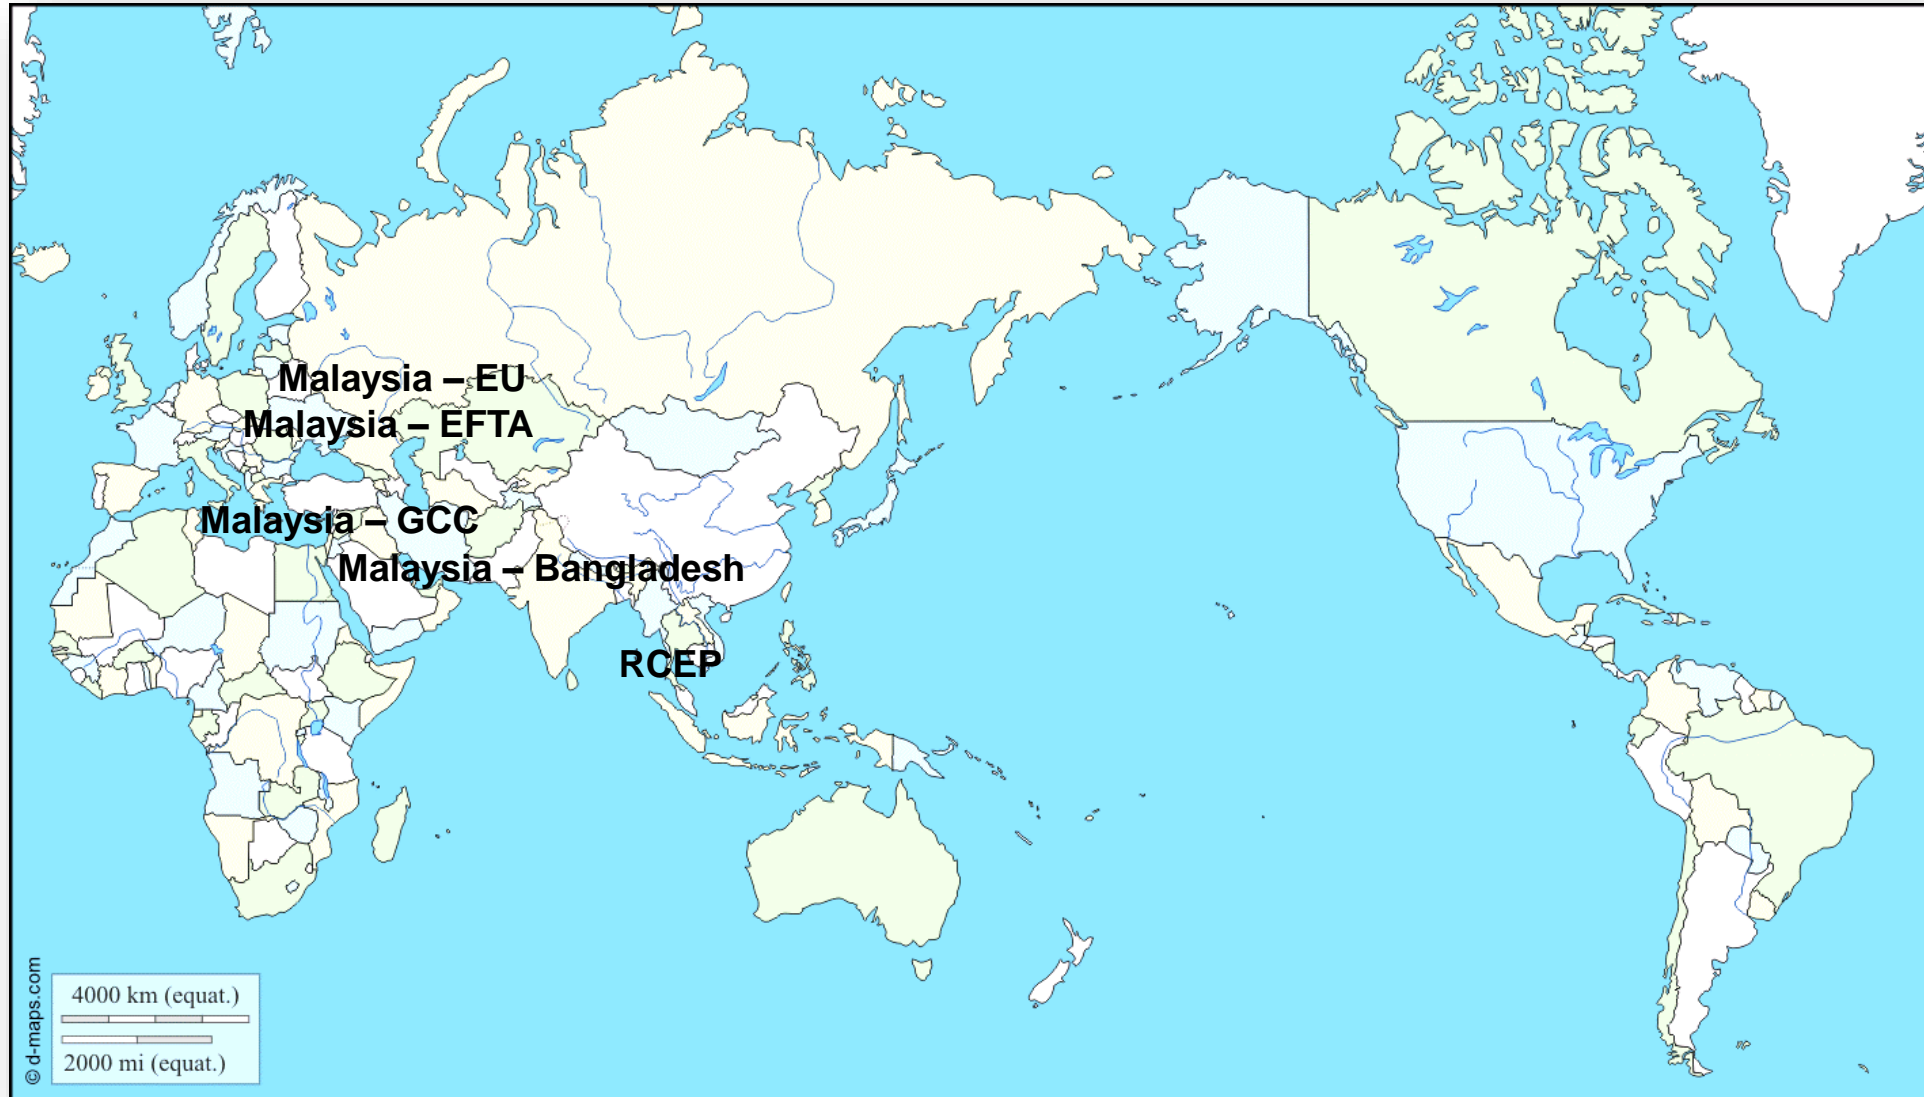 Malaysia – EU
Malaysia – EFTA
Malaysia – GCC
Malaysia – Bangladesh
RCEP
© d-maps.com
4000 km (equat.)
2000 mi (equat.)